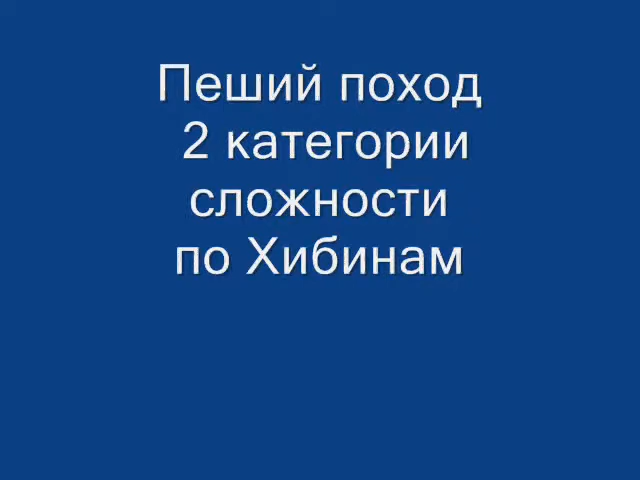 Пеший поход
2 категории
сложности
по Хибинам